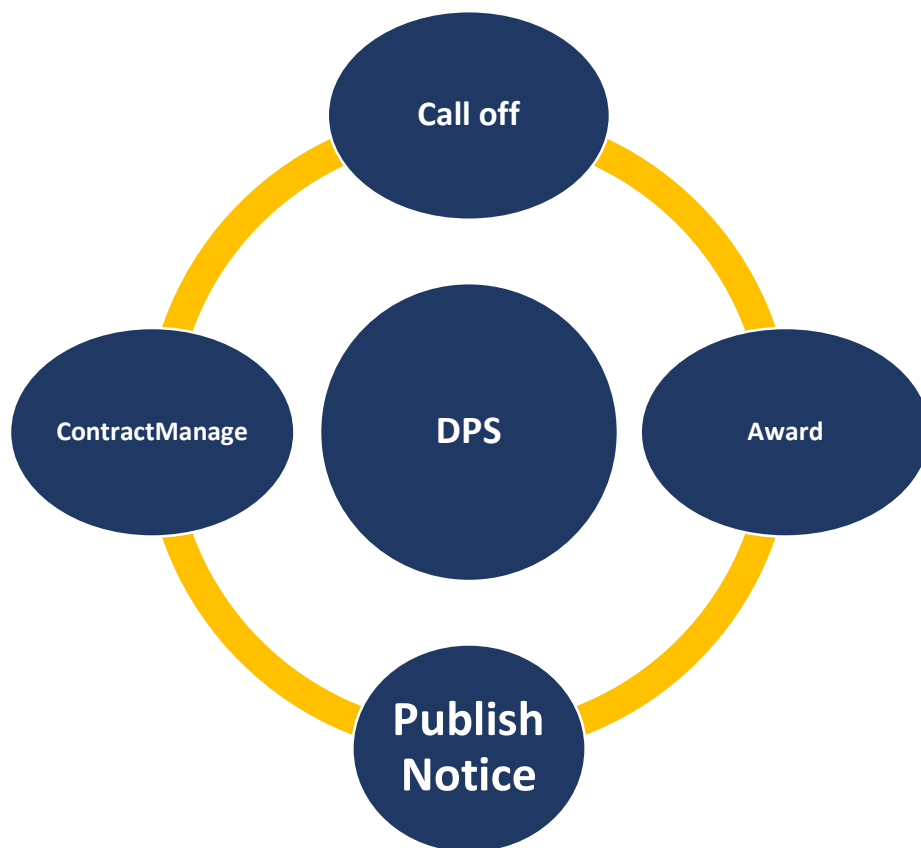 Call off
ContractManage
DPS
Award
Publish
Notice